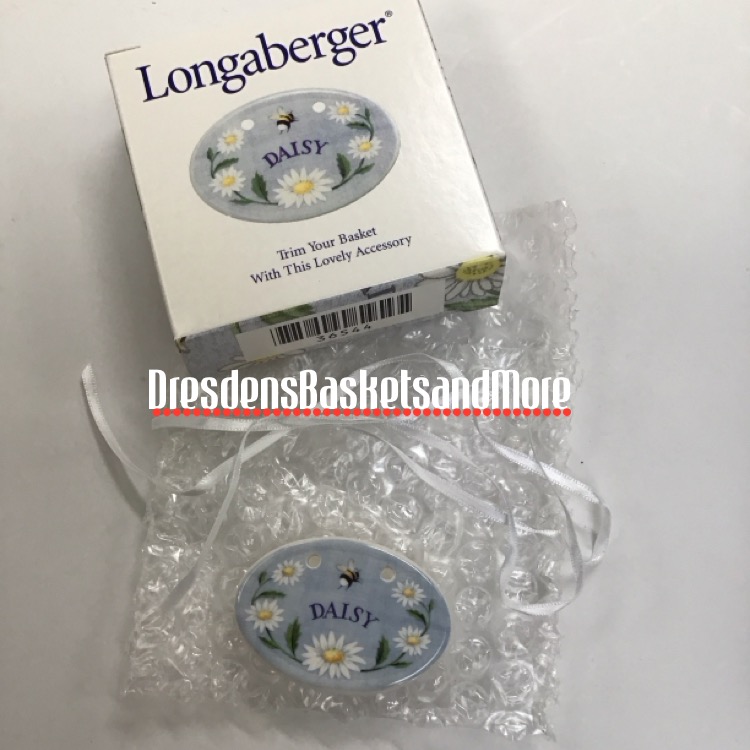 Longaberger®
DAISY
Trim Your Basket
With This Lovely Accessory
36544
DresdensBasketsandMore
DAISY